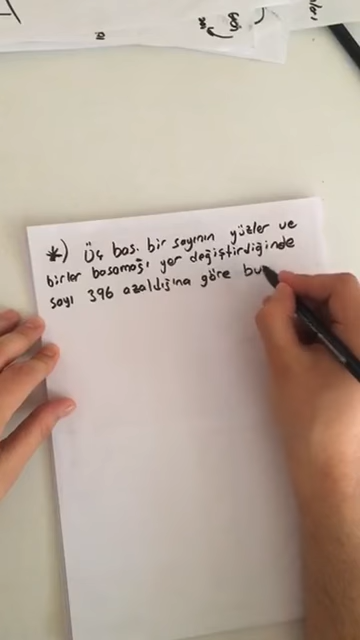 *) Üç bas. bir sayının yüzler ve
birler basamağı yer değiştirdiğinde
sayı 396 azaldığına göre bu